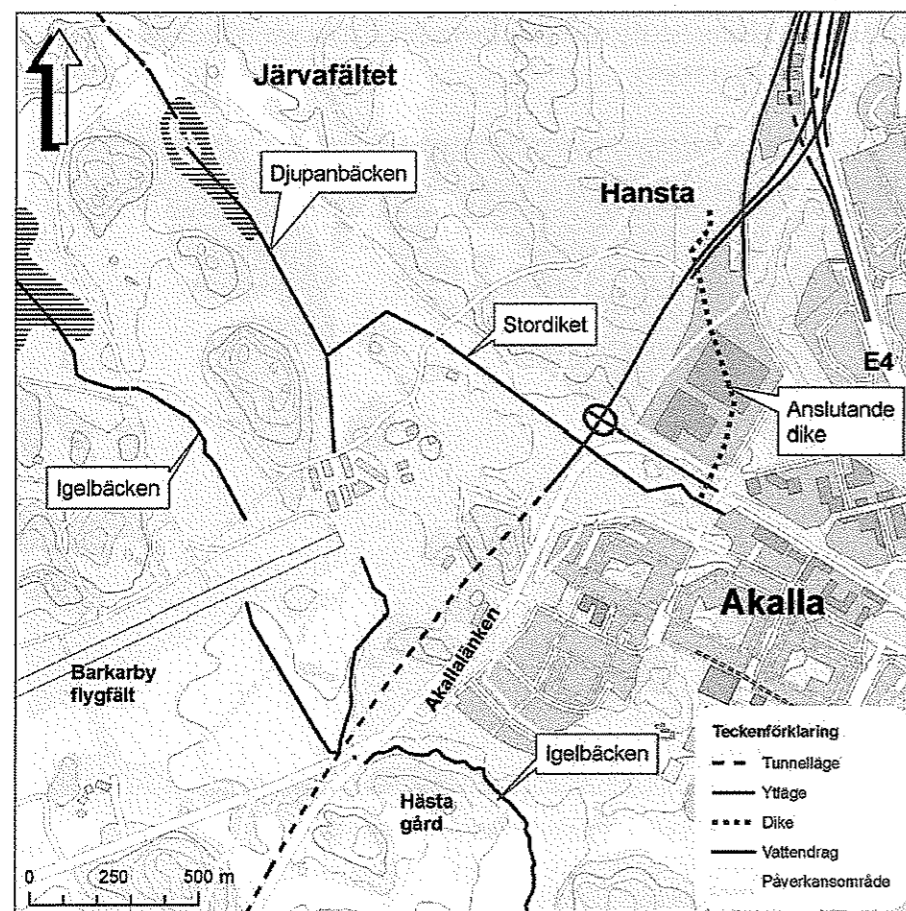 Järvafältet
Djupanbäcken
Hansta
Stordiket
E4
Anslutande
dike
Igelbäcken
Akalla
Akallalänken
Barkarby
flygfält
Igelbäcken
Hästa
gård
Teckenförklaring
Tunnelläge
Ytläge
Dike
Vattendrag
Påverkansområde
0 250 500 m